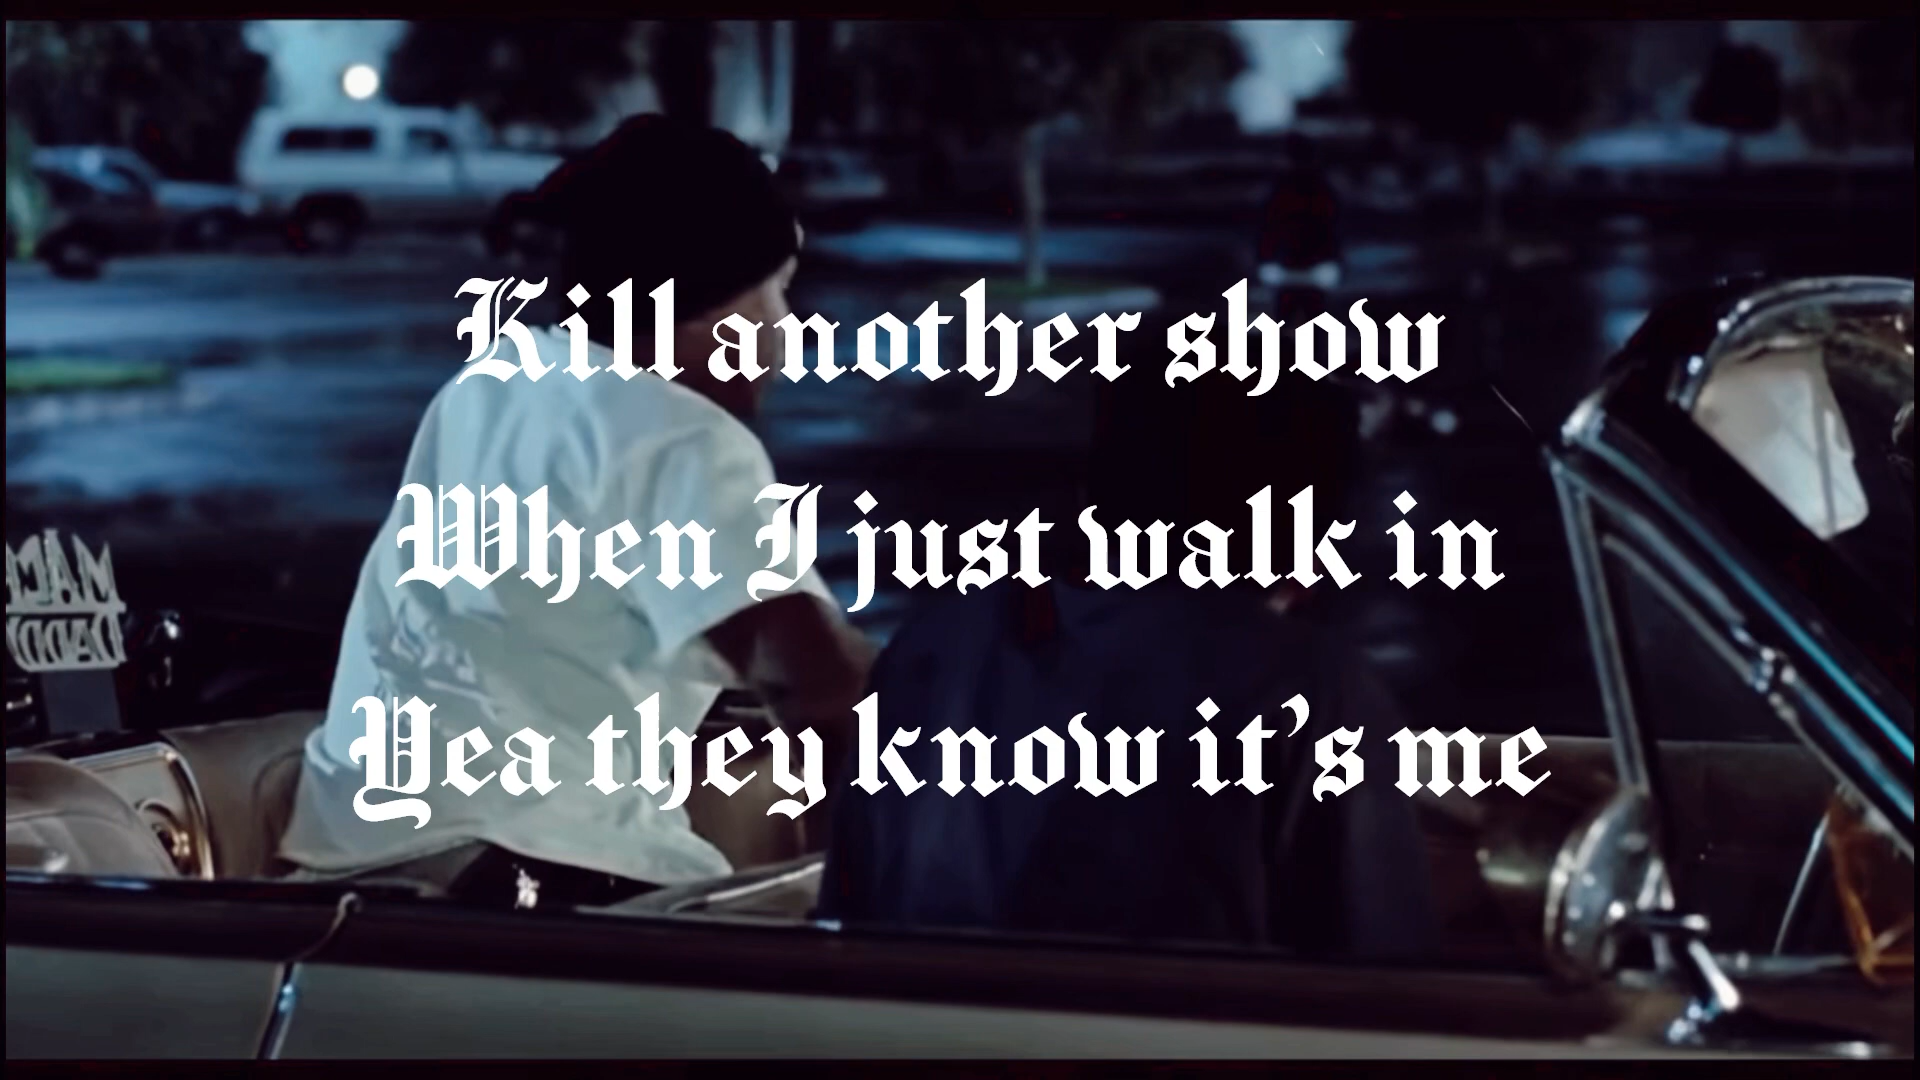 Kill another show
When I just walk in
Yea they know it's me